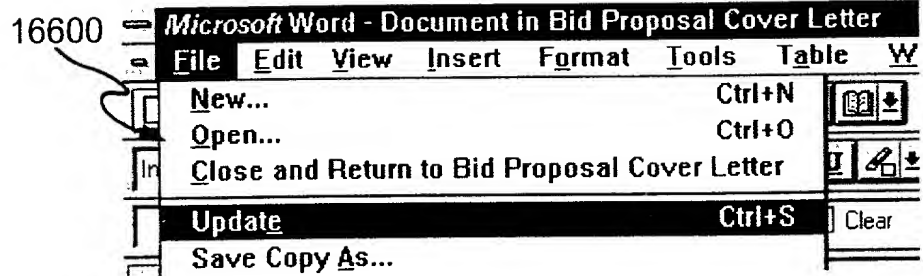 16600
Microsoft Word - Document in Bid Proposal Cover Letter
File Edit View Insert Format Tools Table W
New... Ctrl+N
Open... Ctrl+O
Close and Return to Bid Proposal Cover Letter
In
Update Ctrl+S Clear
Save Copy As...